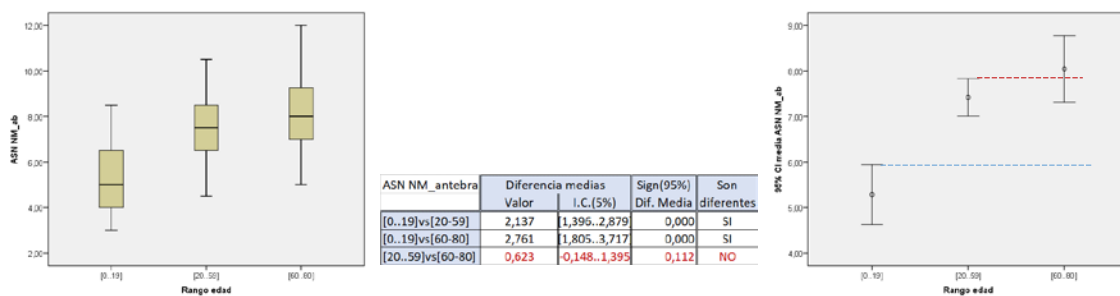 ASN NM_ab
12,00
10,00
8,00
6,00
4,00
2,00
[0..19]
[20..59]
[60..80]
Rango edad
ASN NM_antebra Diferencia medias Sign(95%) Son
Valor I.C.(5%) Dif. Media diferentes
[0..19]vs[20-59] 2,137 [1,396..2,879] 0,000 SI
[0..19]vs[60-80] 2,761 [1,805..3,717] 0,000 SI
[20..59]vs[60-80] 0,623 -0,148..1,395 0,112 NO
95% CI media ASN NM_ab
9,00
8,00
7,00
6,00
5,00
4,00
[0..19]
[20..59]
[60..80]
Rango edad